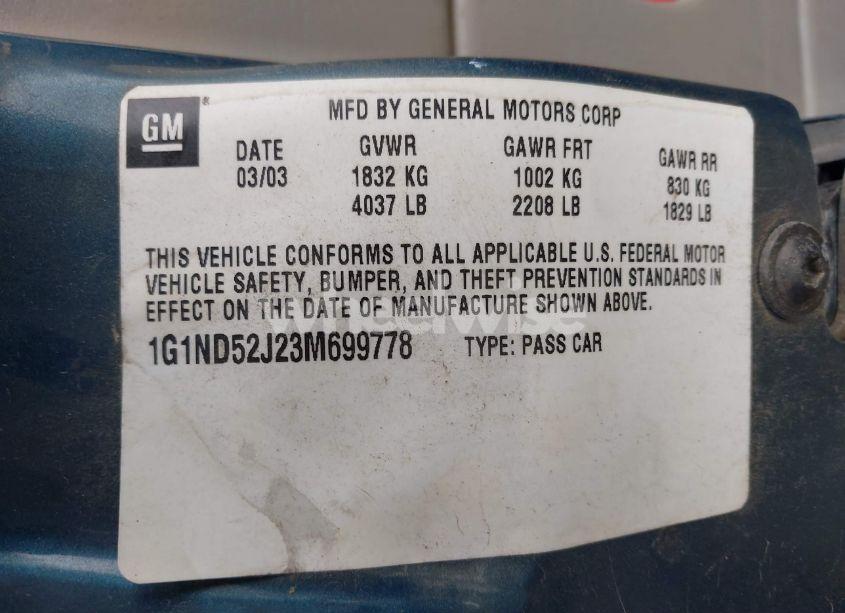 GM ®
MFD BY GENERAL MOTORS CORP
DATE GVWR GAWR FRT GAWR RR
03/03 1832 KG 1002 KG 830 KG
4037 LB 2208 LB 1829 LB
THIS VEHICLE CONFORMS TO ALL APPLICABLE U.S. FEDERAL MOTOR
VEHICLE SAFETY, BUMPER, AND THEFT PREVENTION STANDARDS IN
EFFECT ON THE DATE OF MANUFACTURE SHOWN ABOVE.
wheelwise
1G1ND52J23M699778 TYPE: PASS CAR